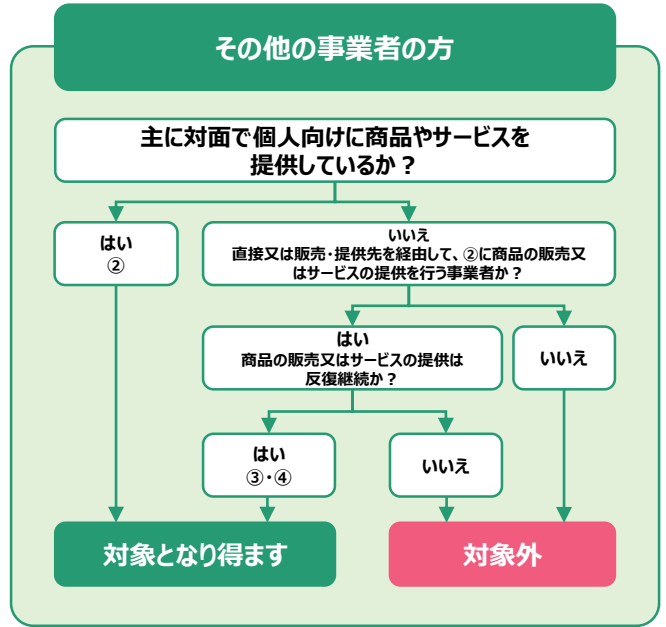 その他の事業者の方
主に対面で個人向けに商品やサービスを
提供しているか？
はい
②
いいえ
直接又は販売・提供先を経由して、②に商品の販売又
はサービスの提供を行う事業者か？
はい
商品の販売又はサービスの提供は
反復継続か？
いいえ
はい
③・④
いいえ
対象となり得ます
対象外